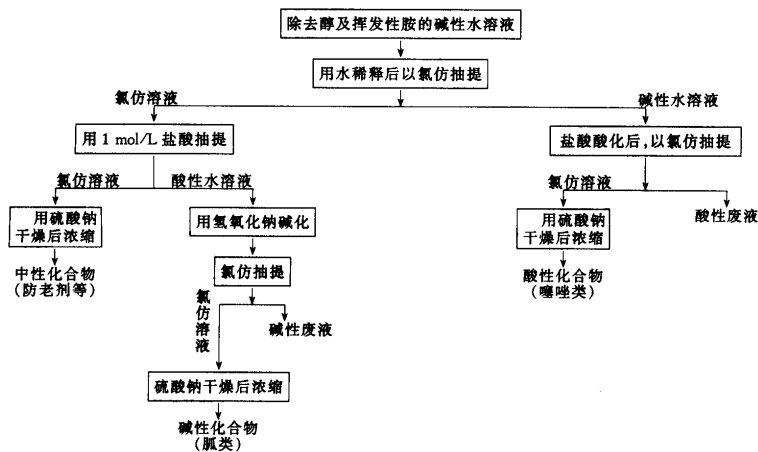 除去醇及挥发性胺的碱性水溶液
用水稀释后以氯仿抽提
氯仿溶液
碱性水溶液
用1 mol/L 盐酸抽提
盐酸酸化后,以氯仿抽提
氯仿溶液
酸性水溶液
氯仿溶液
用硫酸钠
干燥后浓缩
用氢氧化钠碱化
用硫酸钠
干燥后浓缩
酸性废液
中性化合物
(防老剂等)
氯仿抽提
酸性化合物
(噻唑类)
氯仿溶液
碱性废液
硫酸钠干燥后浓缩
碱性化合物
(胍类)